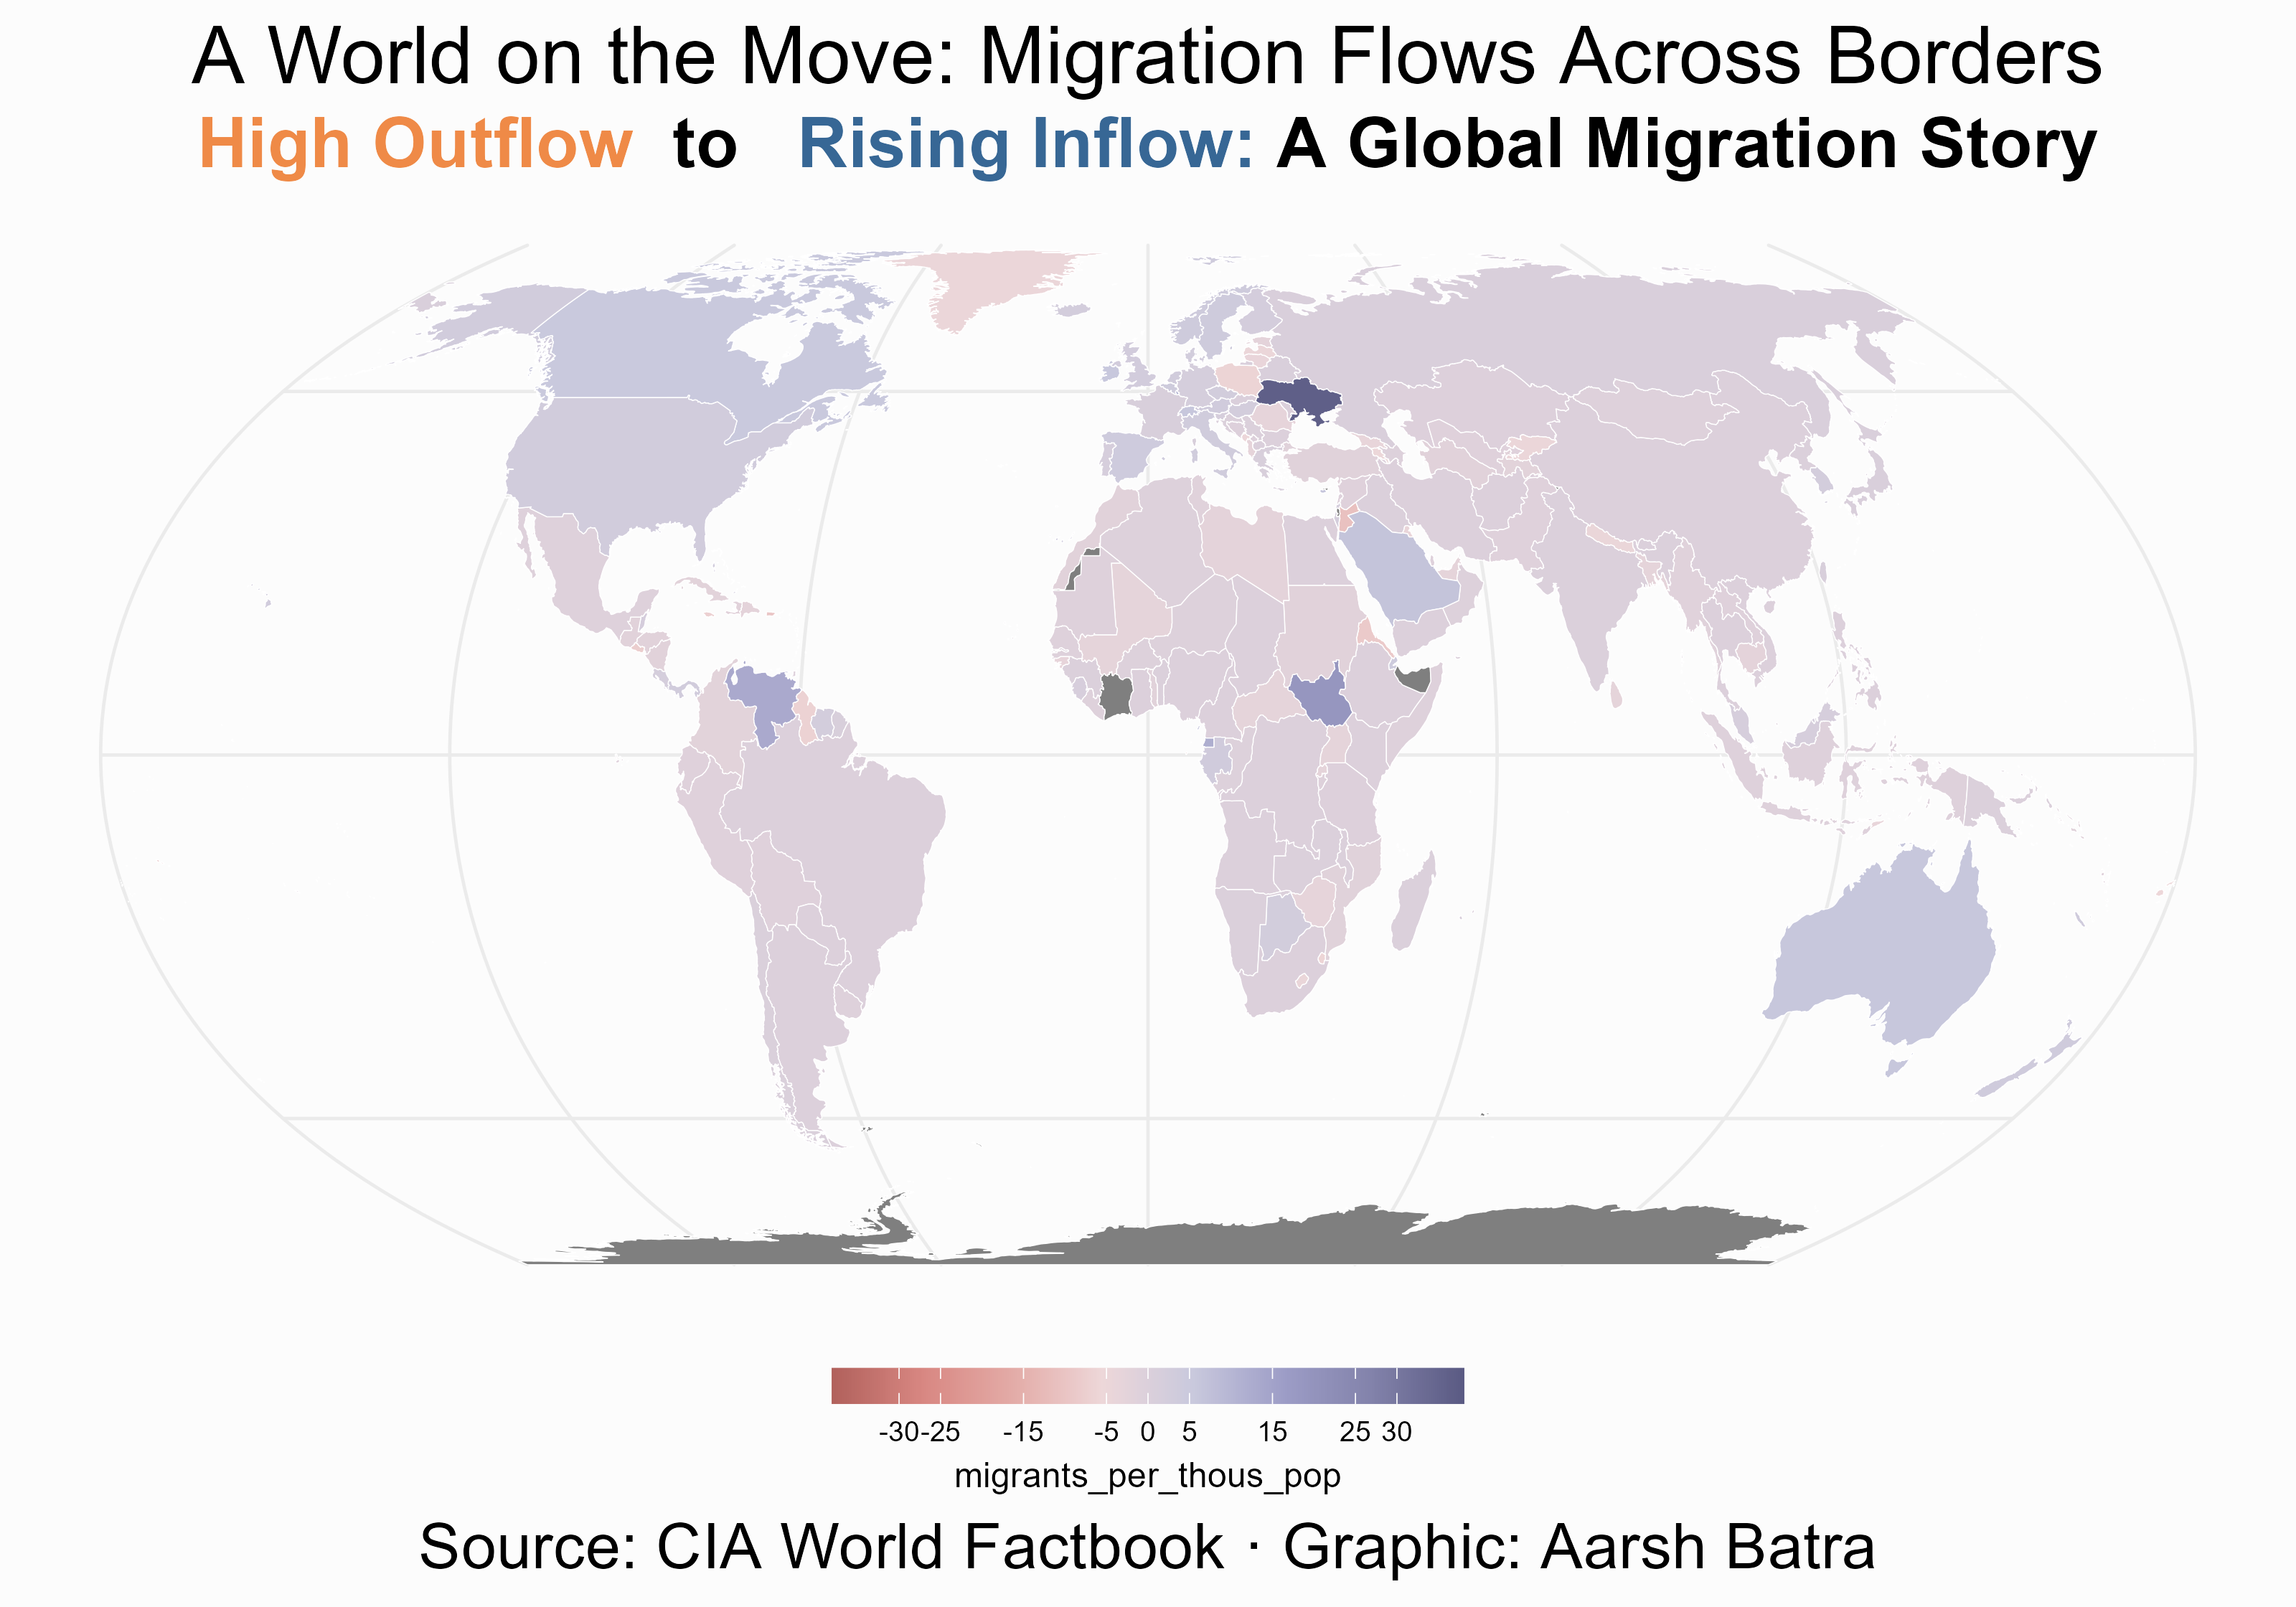 A World on the Move: Migration Flows Across Borders
High Outflow to Rising Inflow: A Global Migration Story
-30 -25 -15 -5 0 5 15 25 30
migrants_per_thous_pop
Source: CIA World Factbook · Graphic: Aarsh Batra